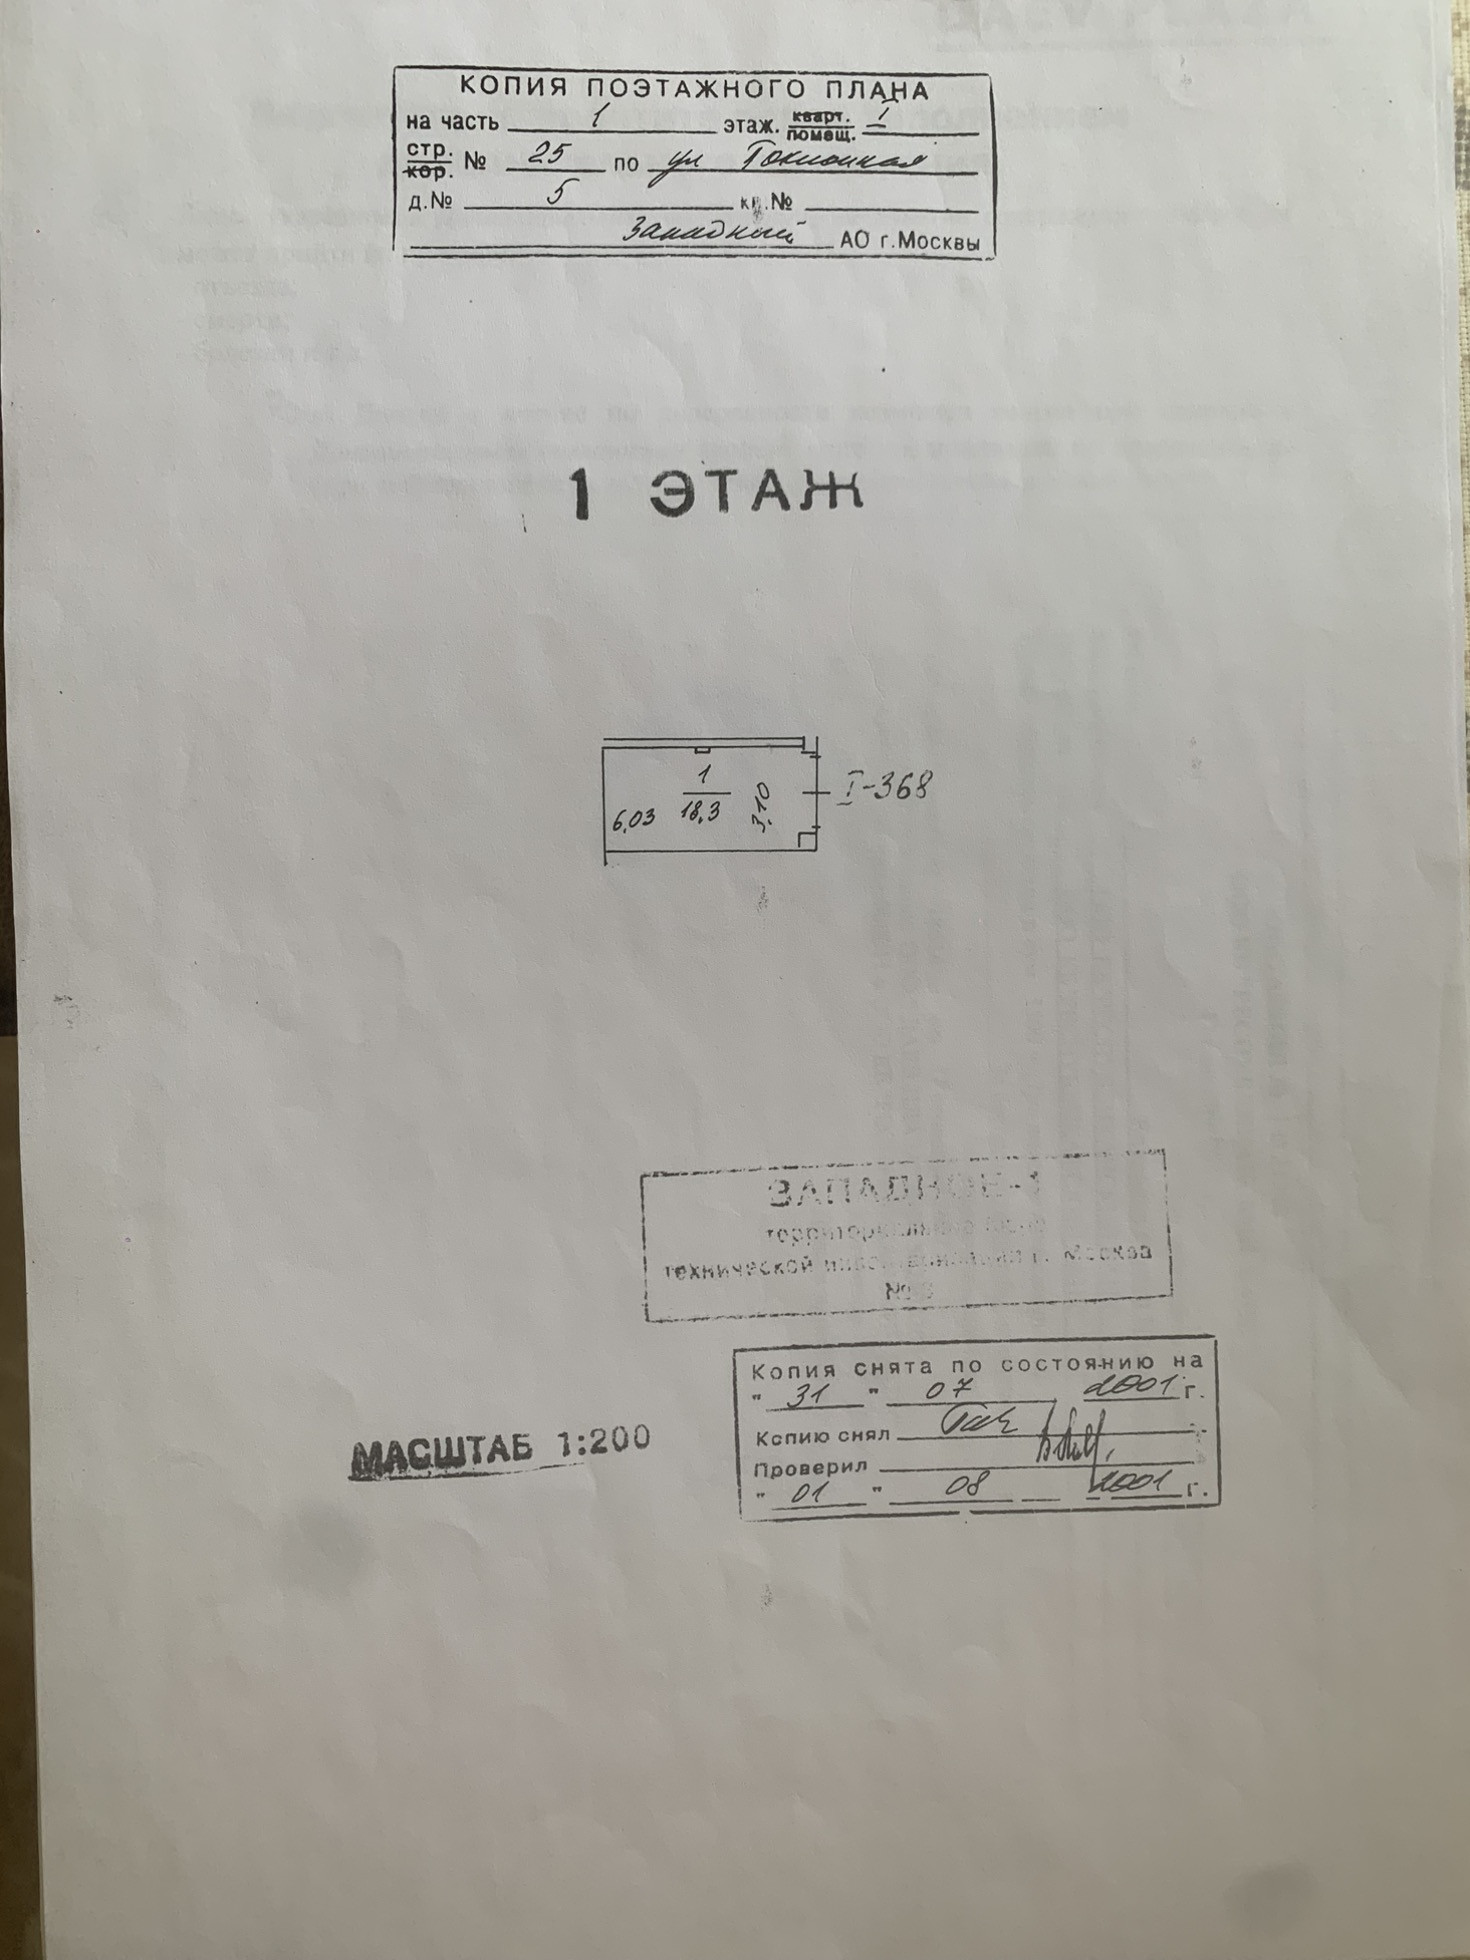 КОПИЯ ПОЭТАЖНОГО ПЛАНА
на часть 1 этаж. кварт. / помещ. I
стр. / кор. № 25 по ул
д.№ 5 кв.№
Западный АО г.Москвы
1 ЭТАЖ
1
6,03 18,3 3,10 I-368
ЗАПАДНОЕ-1
территориальное бюро
технической инвентаризации г. Москва
№
Копия снята по состоянию на
" 31 " 07 2001 г.
Копию снял
Проверил
" 01 " 08 2001 г.
МАСШТАБ 1:200